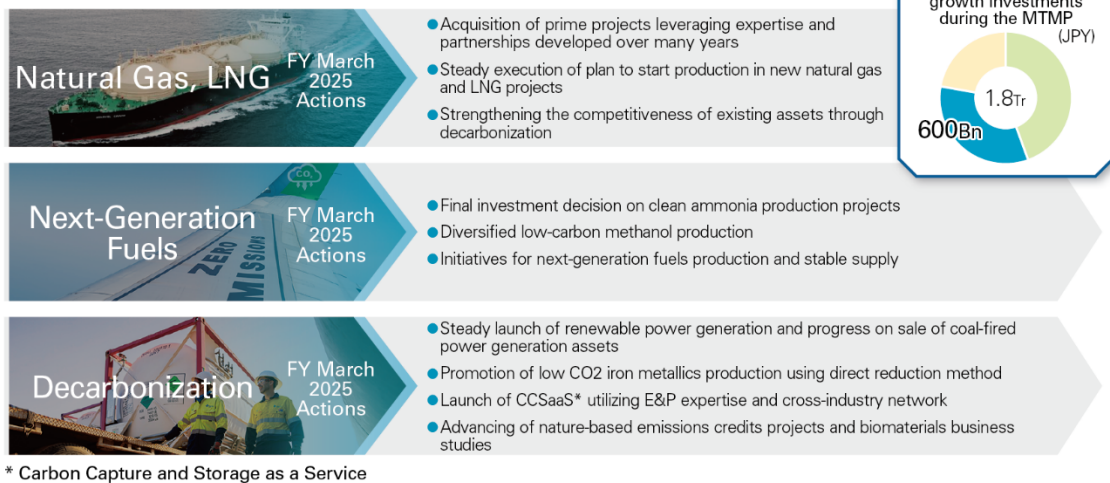 growth investments
during the MTMP
(JPY)
1.8Tr
600Bn
Natural Gas, LNG
FY March
2025
Actions
●Acquisition of prime projects leveraging expertise and
partnerships developed over many years
●Steady execution of plan to start production in new natural gas
and LNG projects
●Strengthening the competitiveness of existing assets through
decarbonization
Next-Generation
Fuels
CO₂
ZERO
EMISSIONS
FY March
2025
Actions
●Final investment decision on clean ammonia production projects
●Diversified low-carbon methanol production
●Initiatives for next-generation fuels production and stable supply
Decarbonization
FY March
2025
Actions
●Steady launch of renewable power generation and progress on sale of coal-fired
power generation assets
●Promotion of low CO2 iron metallics production using direct reduction method
●Launch of CCSaaS* utilizing E&P expertise and cross-industry network
●Advancing of nature-based emissions credits projects and biomaterials business
studies
* Carbon Capture and Storage as a Service